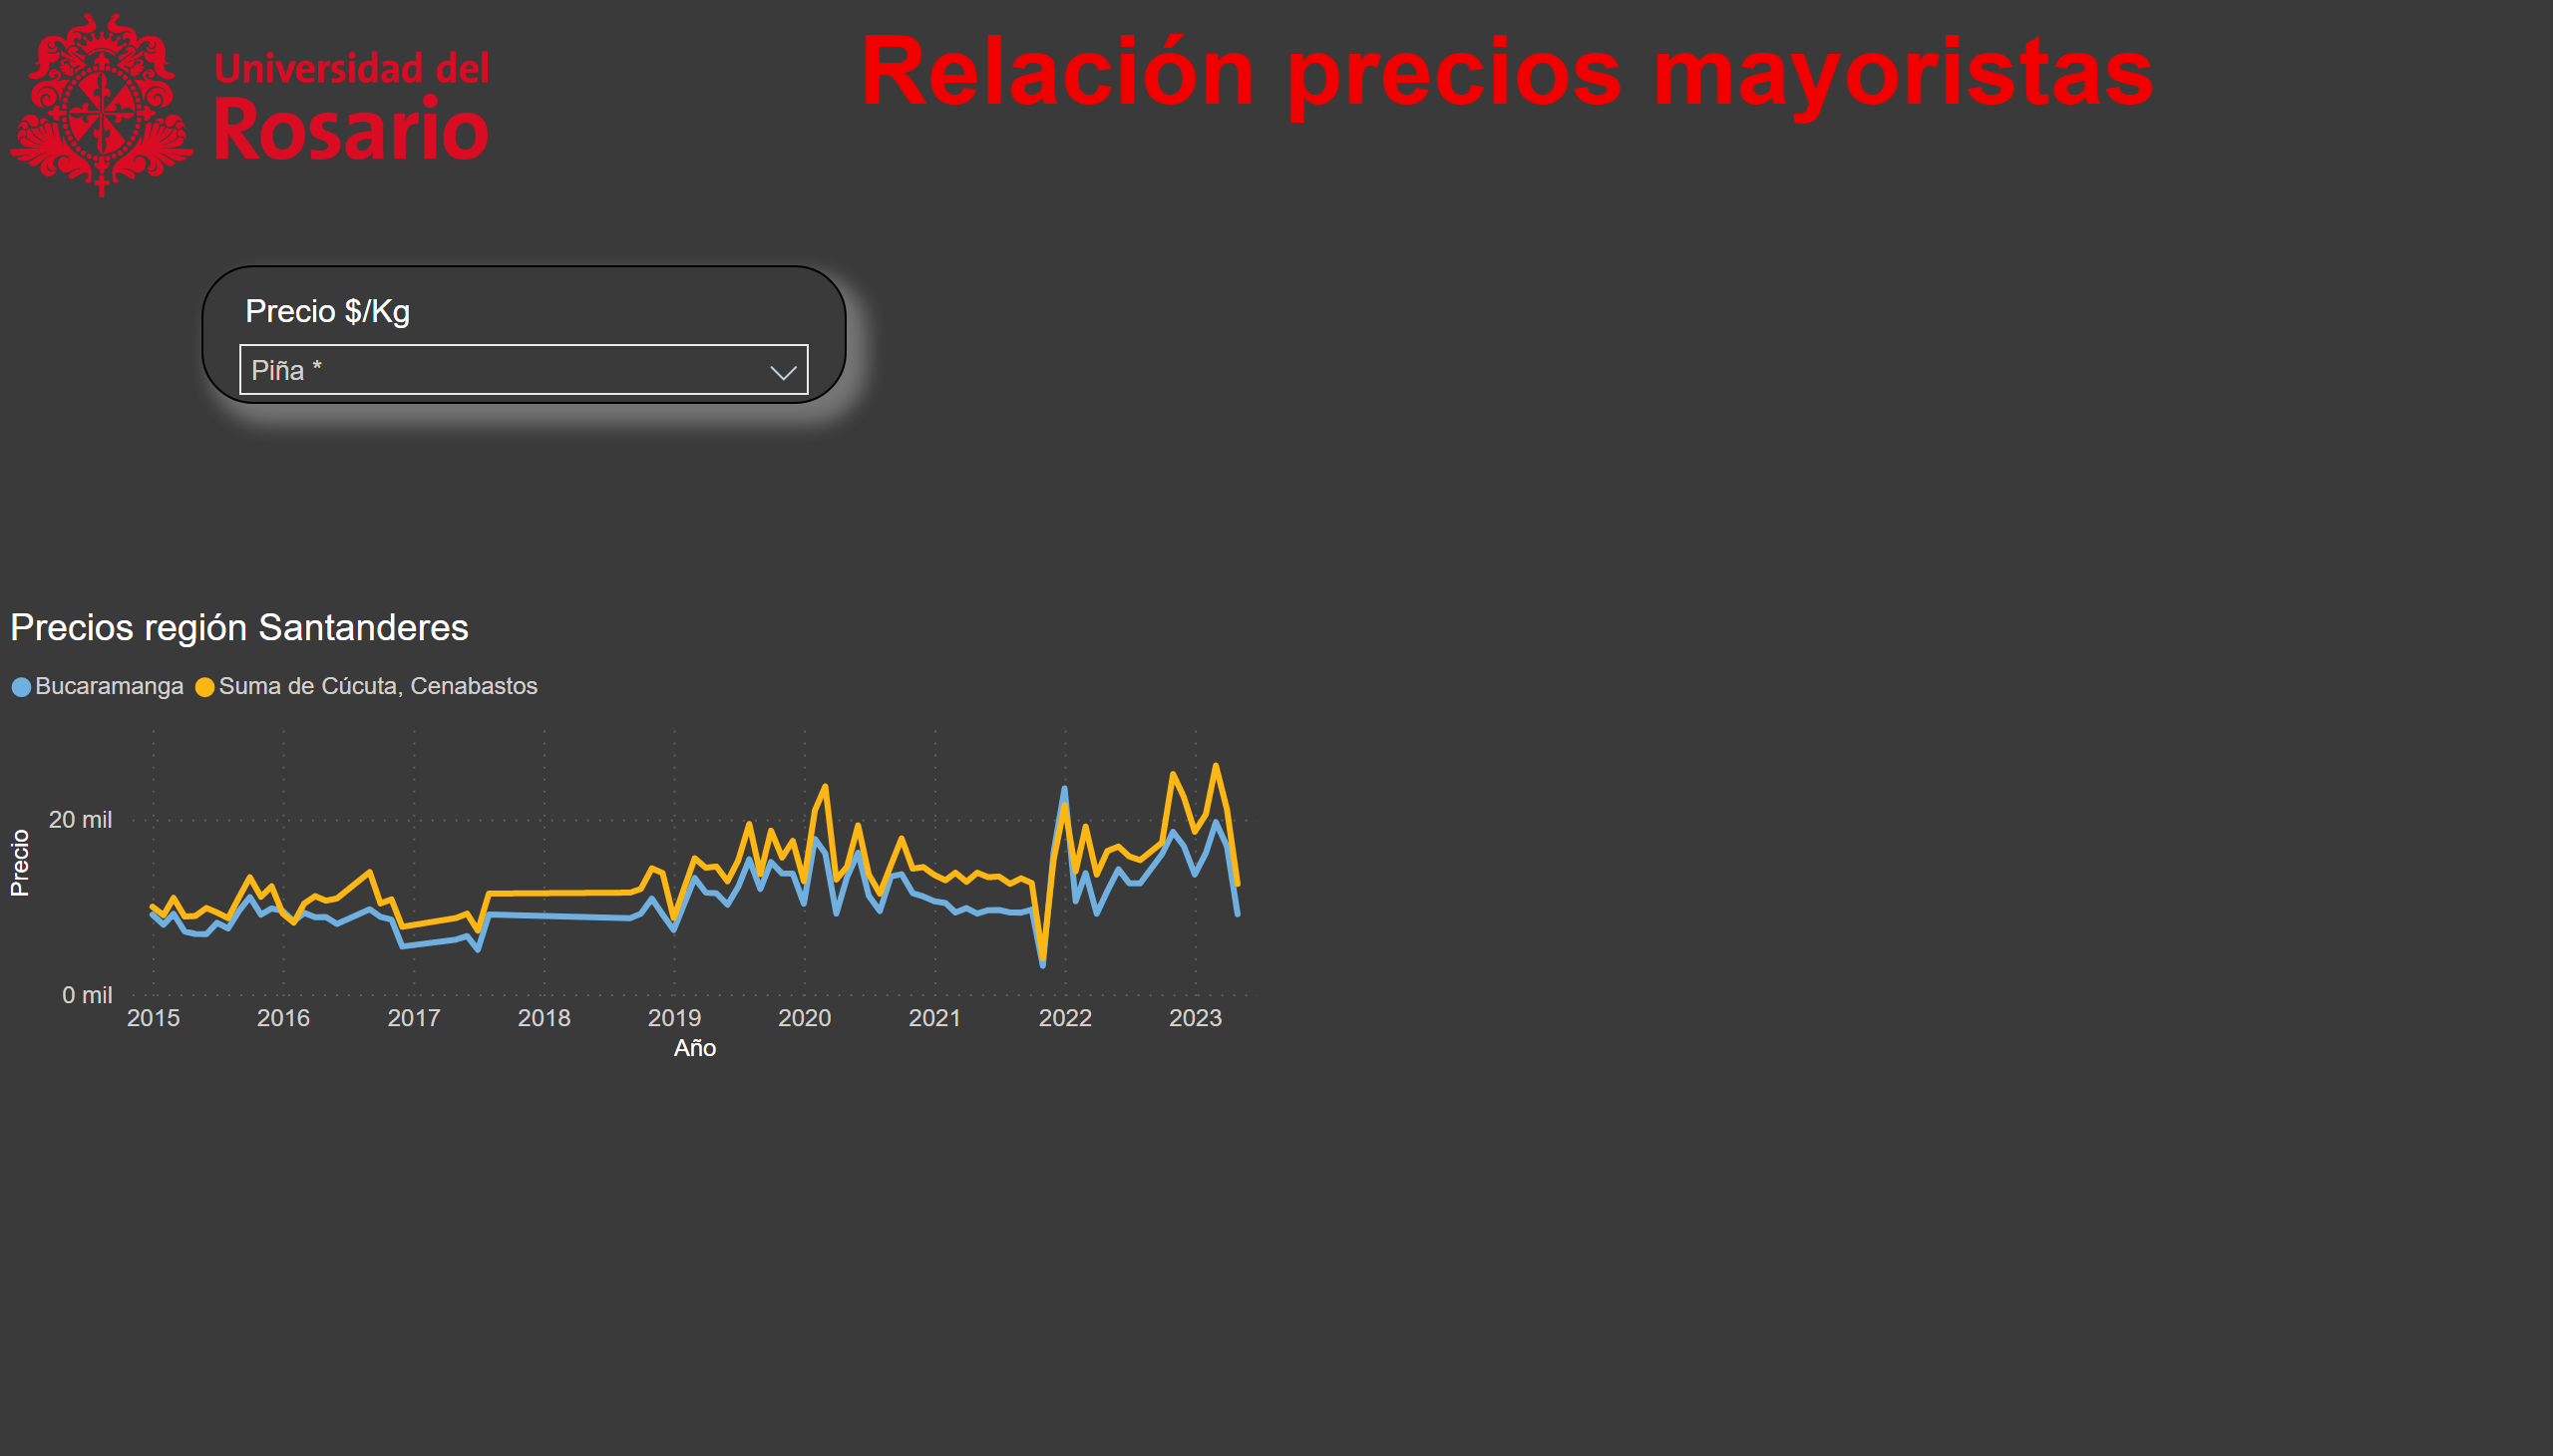 Universidad del
Rosario
Relación precios mayoristas
Precio $/Kg
Piña *
Precios región Santanderes
Bucaramanga Suma de Cúcuta, Cenabastos
Precio
20 mil
0 mil
2015 2016 2017 2018 2019 2020 2021 2022 2023
Año